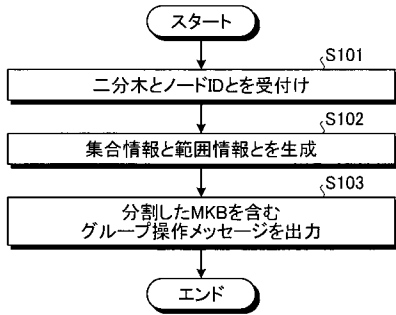 スタート
S101
二分木とノードIDとを受付け
S102
集合情報と範囲情報とを生成
S103
分割したMKBを含む
グループ操作メッセージを出力
エンド